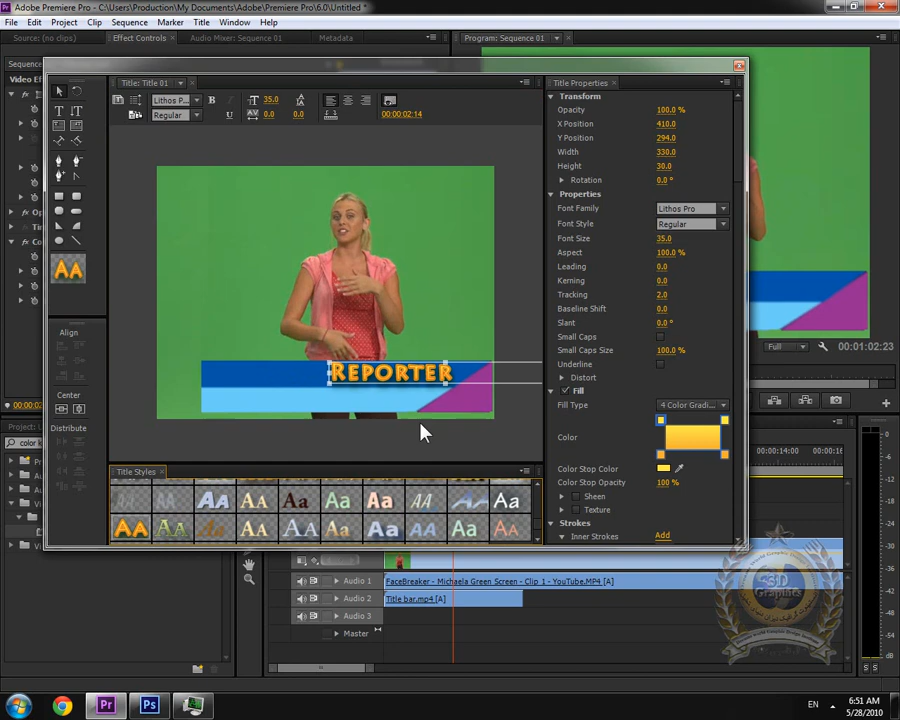 Adobe Premiere Pro - C:\Users\Production\My Documents\Adobe\Premiere Pro\6.0\Untitled *
File Edit Project Clip Sequence Marker Title Window Help
Source: (no clips) Effect Controls Audio Mixer: Sequence 01 Metadata Program: Sequence 01
Title: Title 01
Lithos P... B 35.0
Regular U 0.0 0.0 00:00:02:14
REPORTER
Align
Center
Distribute
Title Styles
Title Properties
Transform
Opacity 100.0 %
X Position 410.0
Y Position 294.0
Width 330.0
Height 30.0
Rotation 0.0 °
Properties
Font Family Lithos Pro
Font Style Regular
Font Size 35.0
Aspect 100.0 %
Leading 0.0
Kerning 0.0
Tracking 2.0
Baseline Shift 0.0
Slant 0.0 °
Small Caps
Small Caps Size 100.0 %
Underline
Distort
Fill
Fill Type 4 Color Gradi...
Color
Color Stop Color
Color Stop Opacity 100 %
Sheen
Texture
Strokes
Inner Strokes Add
Full 00:01:02:23
00:00:14:00 00:00:16
Audio 1 FaceBreaker - Michaela Green Screen - Clip 1 - YouTube.MP4 [A]
Audio 2 Title bar.mp4 [A]
Audio 3
Master
S3D
Graphics
EN 6:51 AM
5/28/2010